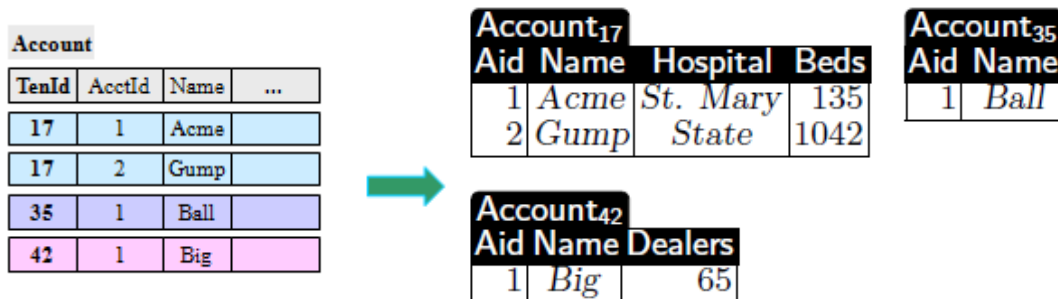 Account
TenId AcctId Name ...
17 1 Acme
17 2 Gump
35 1 Ball
42 1 Big
Account17
Aid Name Hospital Beds
1 Acme St. Mary 135
2 Gump State 1042
Account35
Aid Name
1 Ball
Account42
Aid Name Dealers
1 Big 65